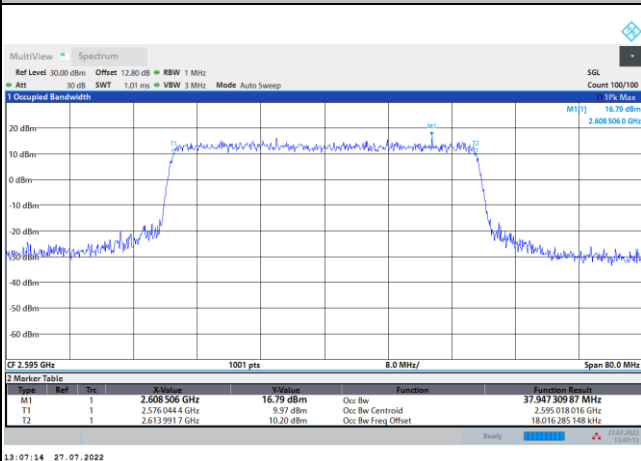 MultiView Spectrum
Ref Level 30.00 dBm Offset 12.80 dB RBW 1 MHz SGL
Att 30 dB SWT 1.01 ms VBW 3 MHz Mode Auto Sweep Count 100/100
1 Occupied Bandwidth 1Pk Max
M1[1] 16.79 dBm
2.608 506 0 GHz
20 dBm
M1
T1 T2
10 dBm
0 dBm
-10 dBm
-20 dBm
-30 dBm
-40 dBm
-50 dBm
-60 dBm
CF 2.595 GHz 1001 pts 8.0 MHz/ Span 80.0 MHz
2 Marker Table
Type Ref Trc X-Value Y-Value Function Function Result
M1 1 2.608 506 GHz 16.79 dBm Occ Bw 37.947 309 87 MHz
T1 1 2.576 044 4 GHz 9.97 dBm Occ Bw Centroid 2.595 018 016 GHz
T2 1 2.613 991 7 GHz 10.20 dBm Occ Bw Freq Offset 18.016 285 148 kHz
Ready 27.07.2022
13:07:13
13:07:14 27.07.2022